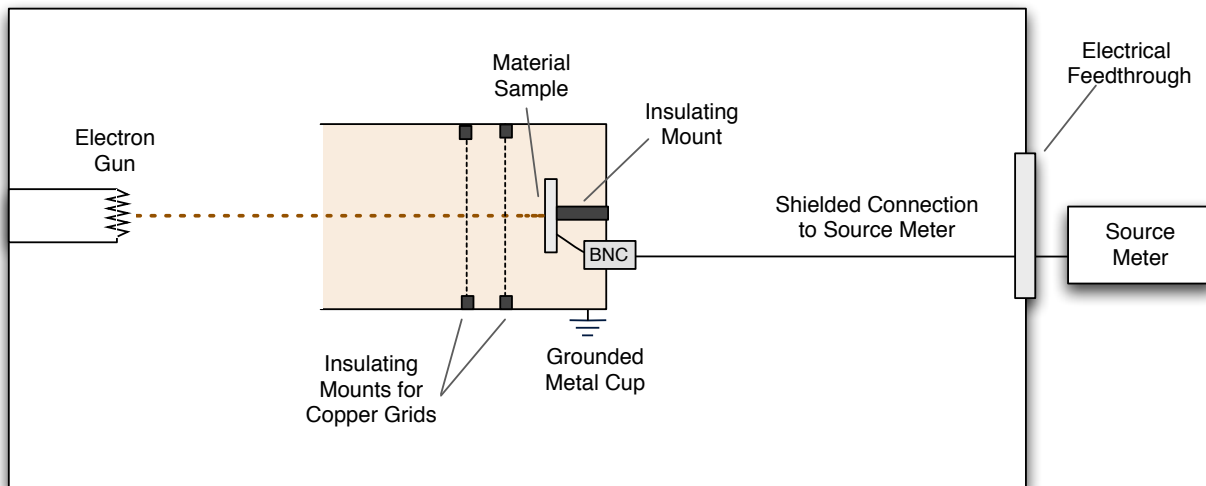 Electron
Gun
Material
Sample
Insulating
Mount
Electrical
Feedthrough
Shielded Connection
to Source Meter
Source
Meter
BNC
Insulating
Mounts for
Copper Grids
Grounded
Metal Cup